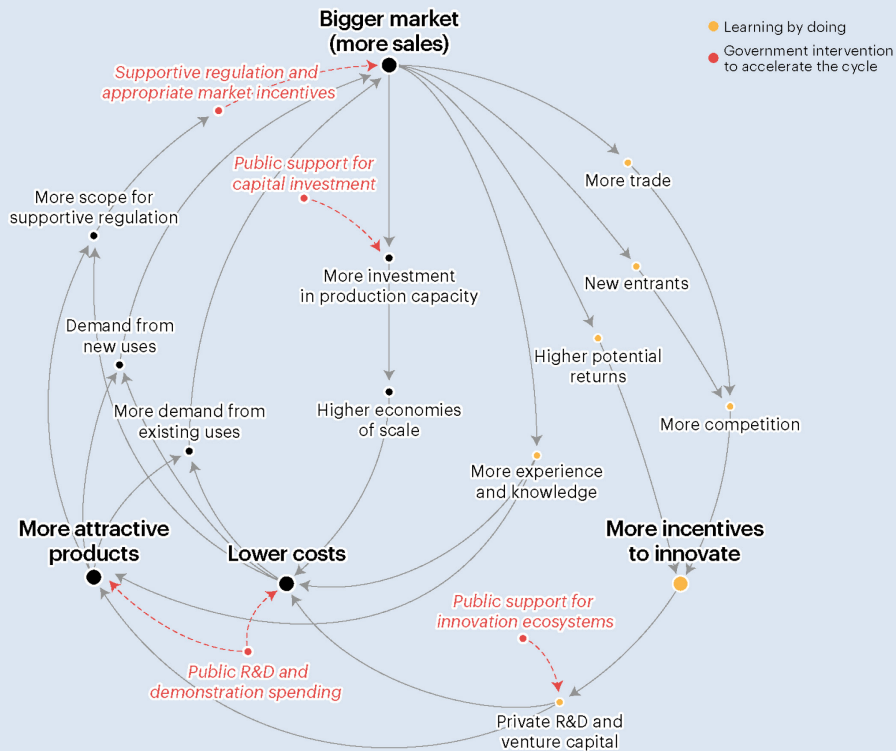 Bigger market
(more sales)
Learning by doing
Government intervention
to accelerate the cycle
Supportive regulation and
appropriate market incentives
Public support for
capital investment
More trade
More scope for
supportive regulation
More investment
in production capacity
New entrants
Demand from
new uses
Higher potential
returns
More demand from
existing uses
Higher economies
of scale
More competition
More experience
and knowledge
More attractive
products
Lower costs
More incentives
to innovate
Public support for
innovation ecosystems
Public R&D and
demonstration spending
Private R&D and
venture capital